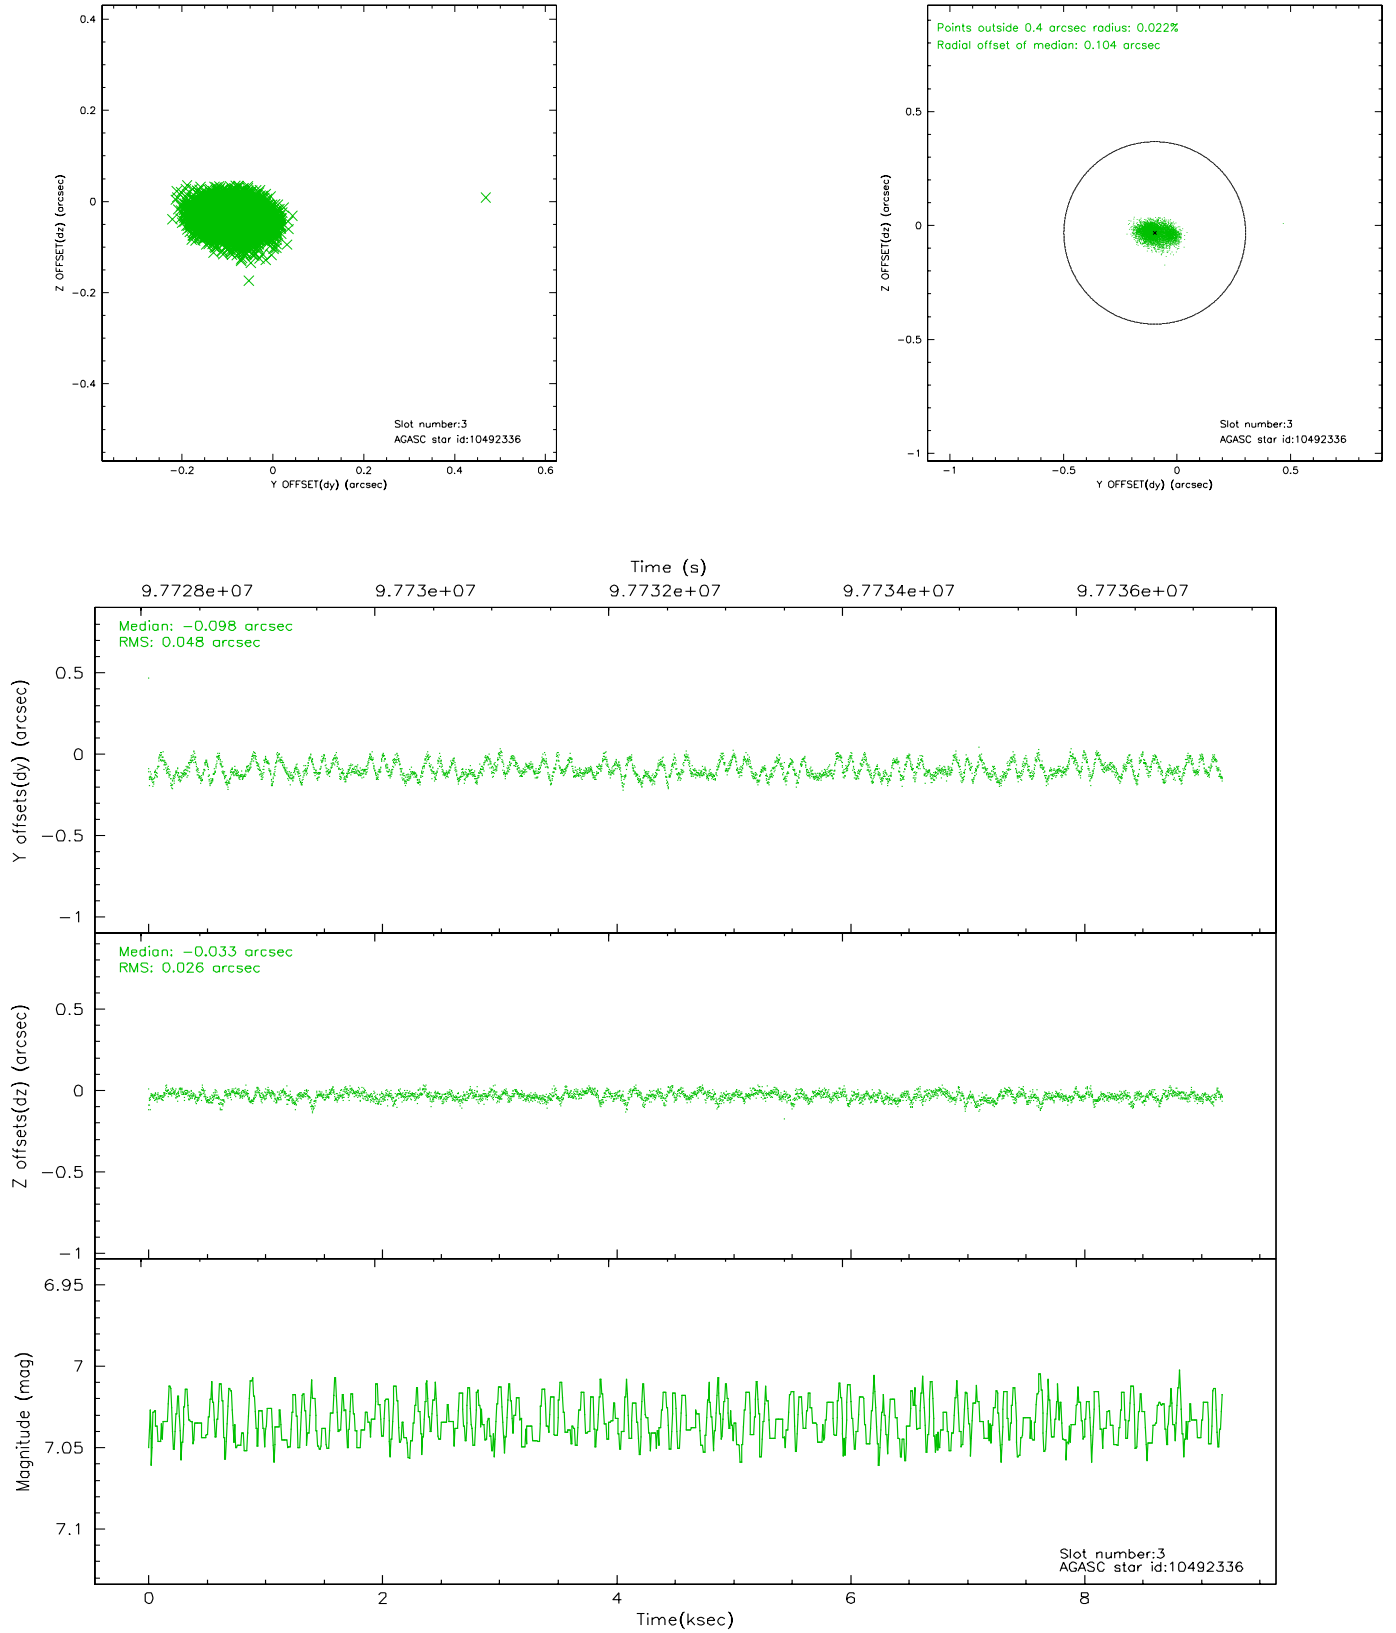 0.4
0.2
0
−0.2
−0.4
Z OFFSET(dz) (arcsec)
Slot number:3
AGASC star id:10492336
−0.2 0 0.2 0.4 0.6
Y OFFSET(dy) (arcsec)
Points outside 0.4 arcsec radius: 0.022%
Radial offset of median: 0.104 arcsec
0.5
0
−0.5
−1
Z OFFSET(dz) (arcsec)
Slot number:3
AGASC star id:10492336
−1 −0.5 0 0.5
Y OFFSET(dy) (arcsec)
Time (s)
9.7728e+07 9.773e+07 9.7732e+07 9.7734e+07 9.7736e+07
Median: −0.098 arcsec
RMS: 0.048 arcsec
0.5
0
−0.5
−1
Y offsets(dy) (arcsec)
Median: −0.033 arcsec
RMS: 0.026 arcsec
0.5
0
−0.5
−1
Z offsets(dz) (arcsec)
6.95
7
7.05
7.1
Magnitude (mag)
Slot number:3
AGASC star id:10492336
0 2 4 6 8
Time(ksec)